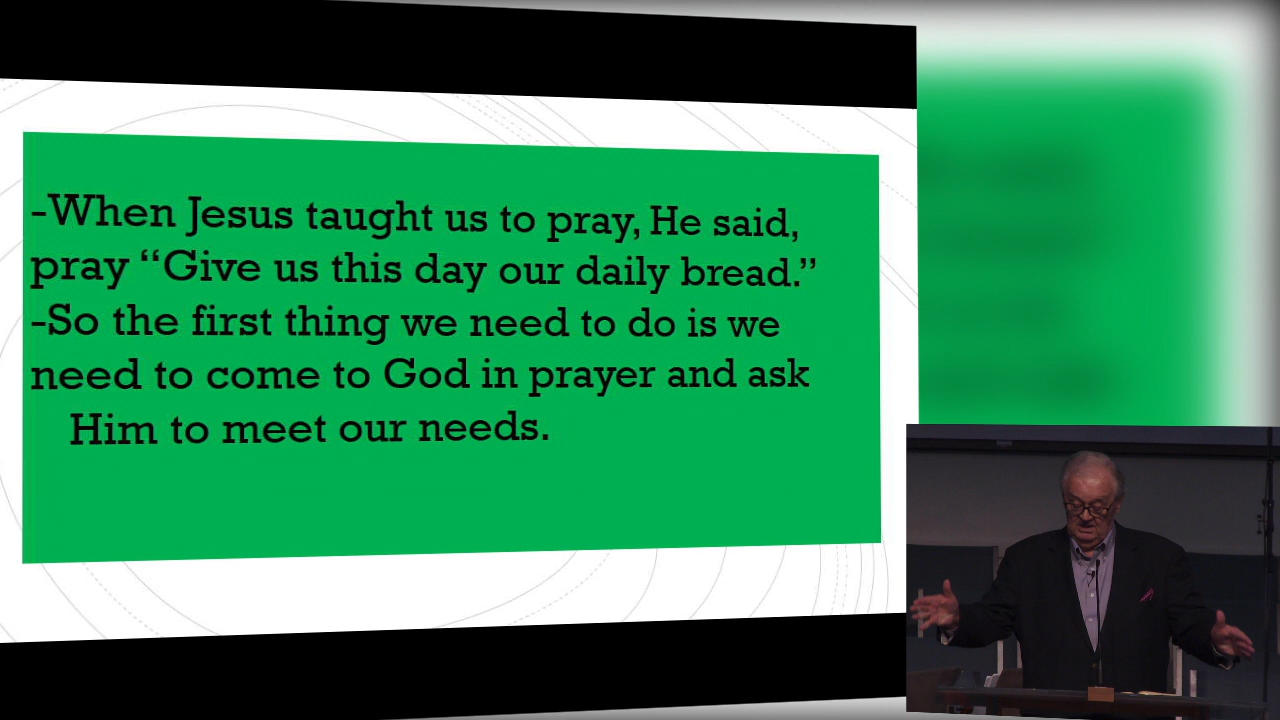 -When Jesus taught us to pray, He said,
pray “Give us this day our daily bread.”
-So the first thing we need to do is we
need to come to God in prayer and ask
Him to meet our needs.